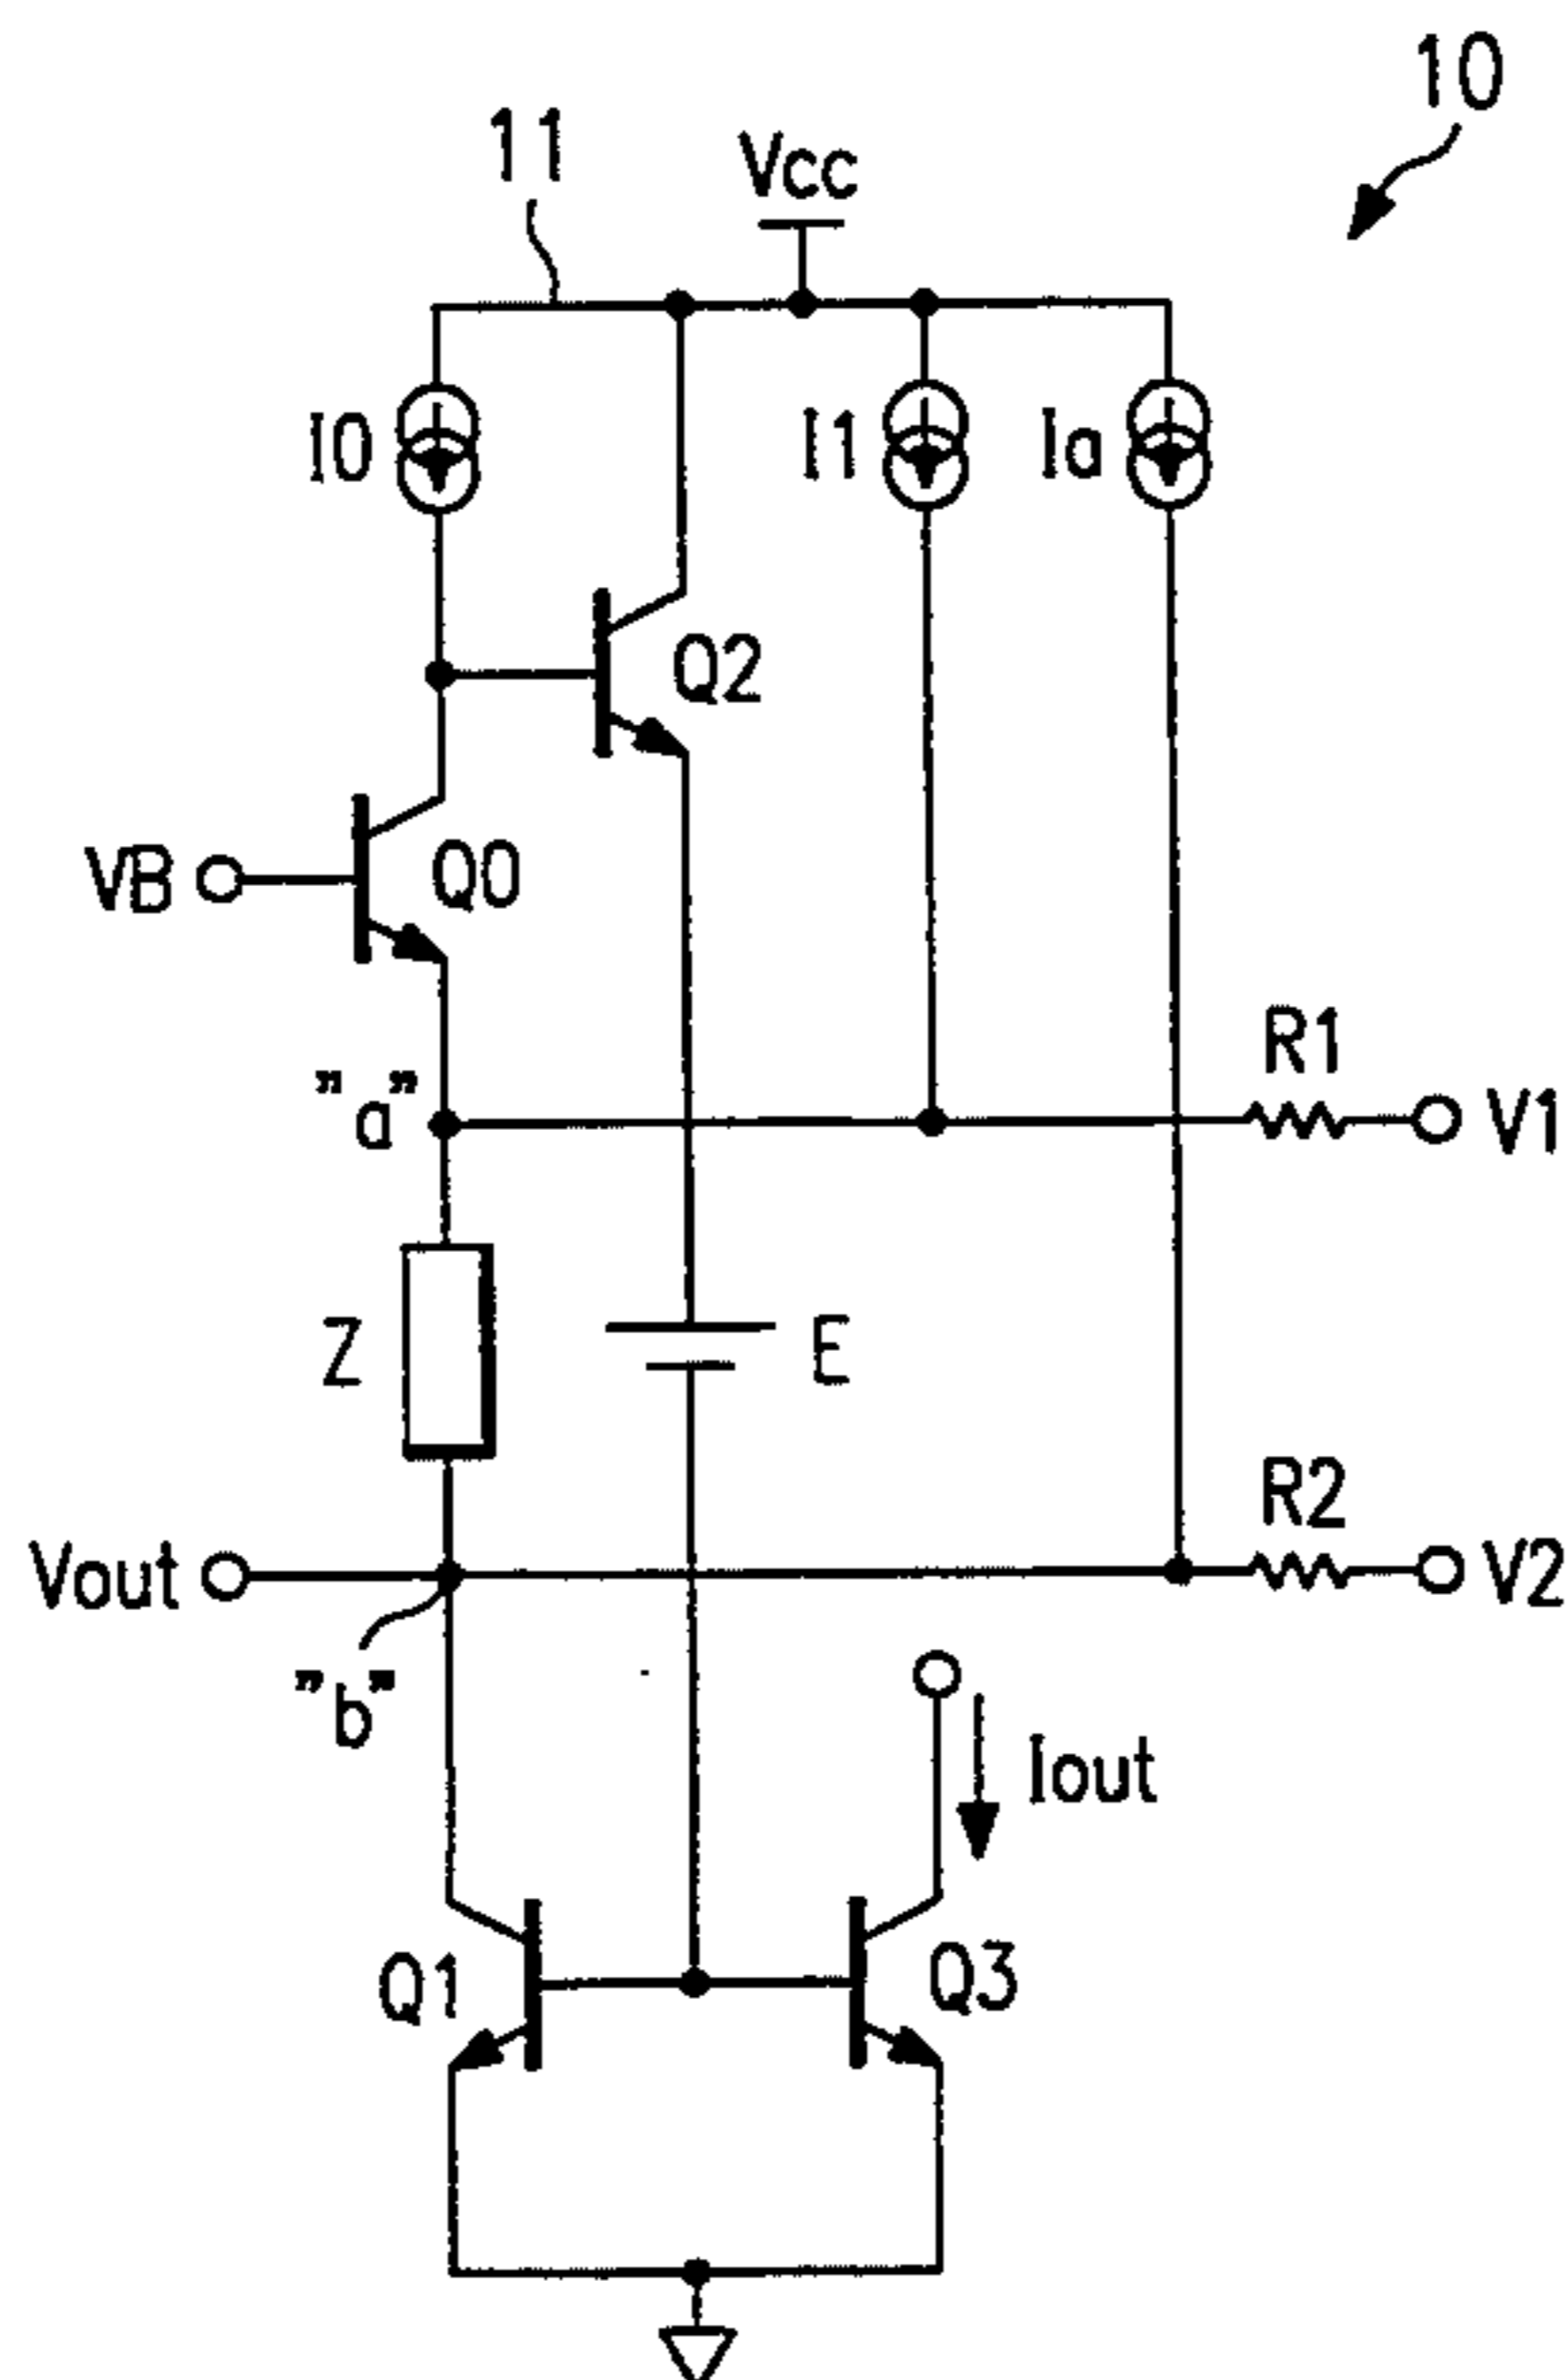 10
11
Vcc
I0
I1
Ia
Q2
VB
Q0
R1
"a"
V1
Z
E
R2
Vout
V2
"b"
Iout
Q1
Q3